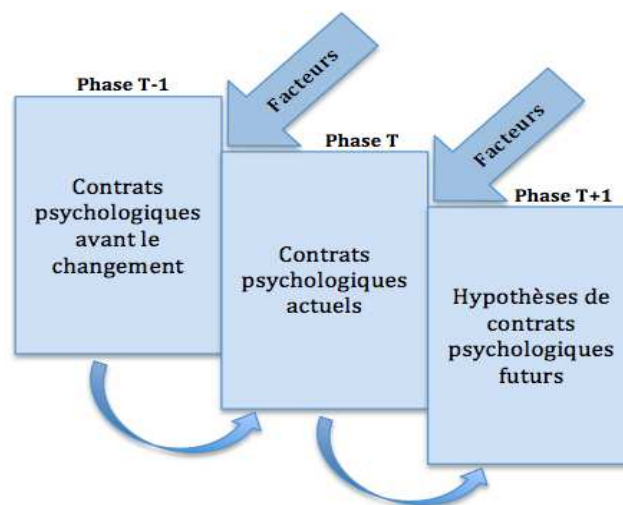 Phase T-1
Contrats
psychologiques
avant le
changement
Facteurs
Phase T
Contrats
psychologiques
actuels
Facteurs
Phase T+1
Hypothèses de
contrats
psychologiques
futurs